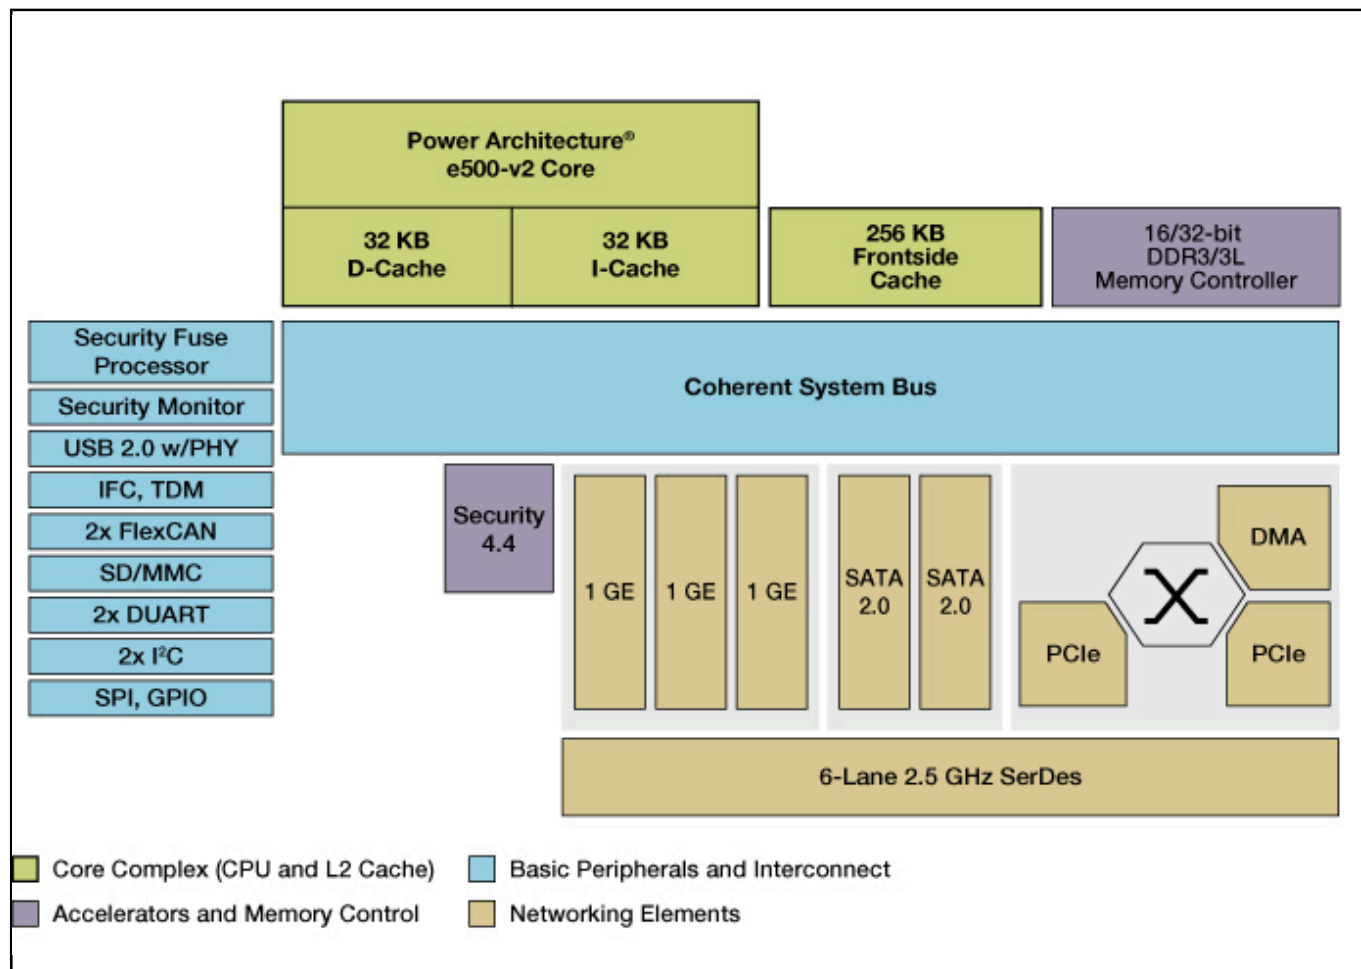 Power Architecture®
e500-v2 Core
32 KB
D-Cache
32 KB
I-Cache
256 KB
Frontside
Cache
16/32-bit
DDR3/3L
Memory Controller
Security Fuse
Processor
Security Monitor
USB 2.0 w/PHY
IFC, TDM
2x FlexCAN
SD/MMC
2x DUART
2x I²C
SPI, GPIO
Coherent System Bus
Security
4.4
1 GE
1 GE
1 GE
SATA
2.0
SATA
2.0
DMA
PCIe
PCIe
6-Lane 2.5 GHz SerDes
Core Complex (CPU and L2 Cache)
Basic Peripherals and Interconnect
Accelerators and Memory Control
Networking Elements